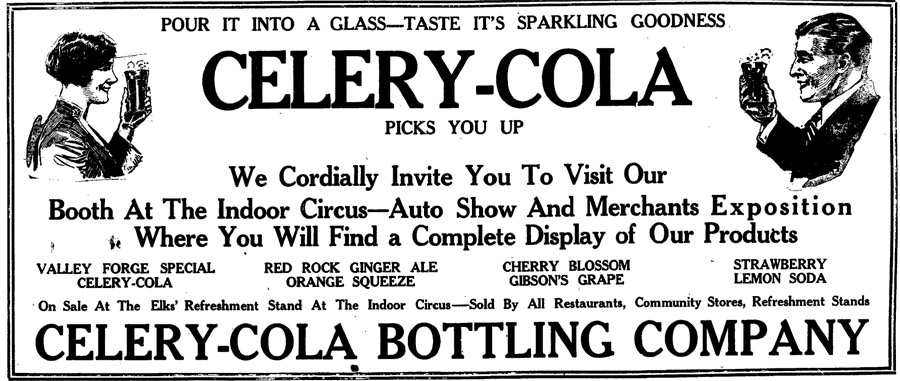 POUR IT INTO A GLASS—TASTE IT'S SPARKLING GOODNESS
CELERY-COLA
PICKS YOU UP
We Cordially Invite You To Visit Our
Booth At The Indoor Circus—Auto Show And Merchants Exposition
Where You Will Find a Complete Display of Our Products
VALLEY FORGE SPECIAL
CELERY-COLA
RED ROCK GINGER ALE
ORANGE SQUEEZE
CHERRY BLOSSOM
GIBSON'S GRAPE
STRAWBERRY
LEMON SODA
On Sale At The Elks' Refreshment Stand At The Indoor Circus—Sold By All Restaurants, Community Stores, Refreshment Stands
CELERY-COLA BOTTLING COMPANY